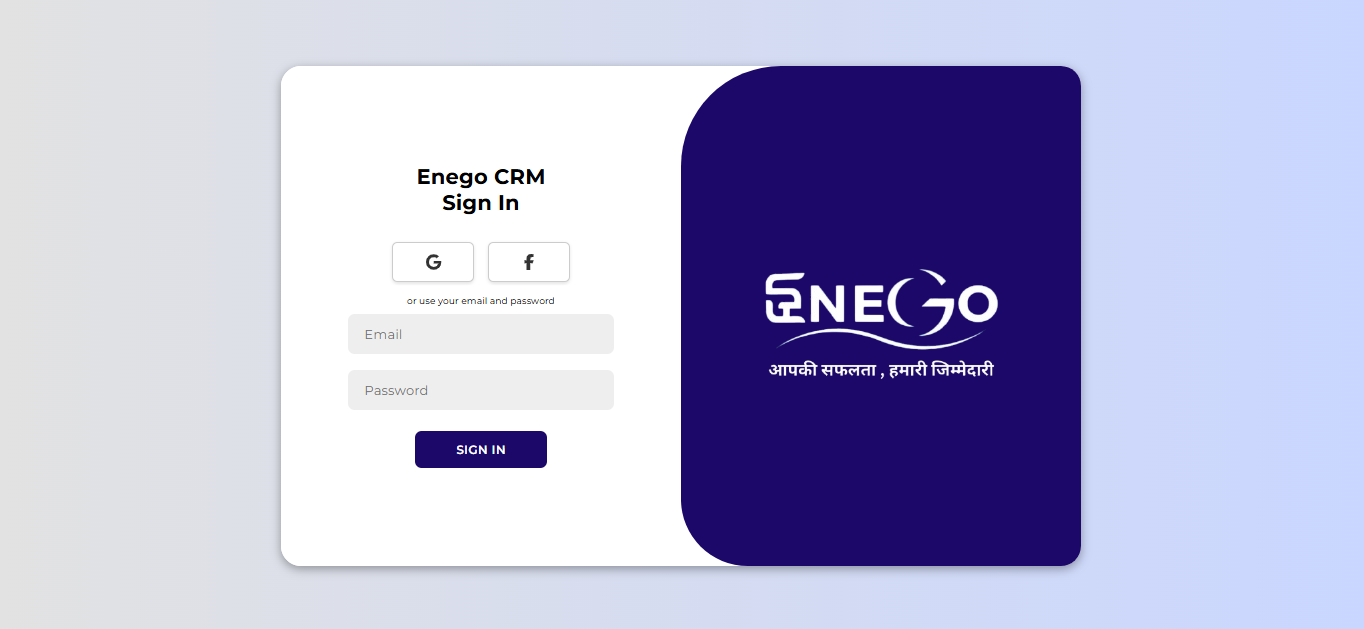 Enego CRM
Sign In
or use your email and password
Email
Password
SIGN IN
ENEGO
आपकी सफलता , हमारी जिम्मेदारी